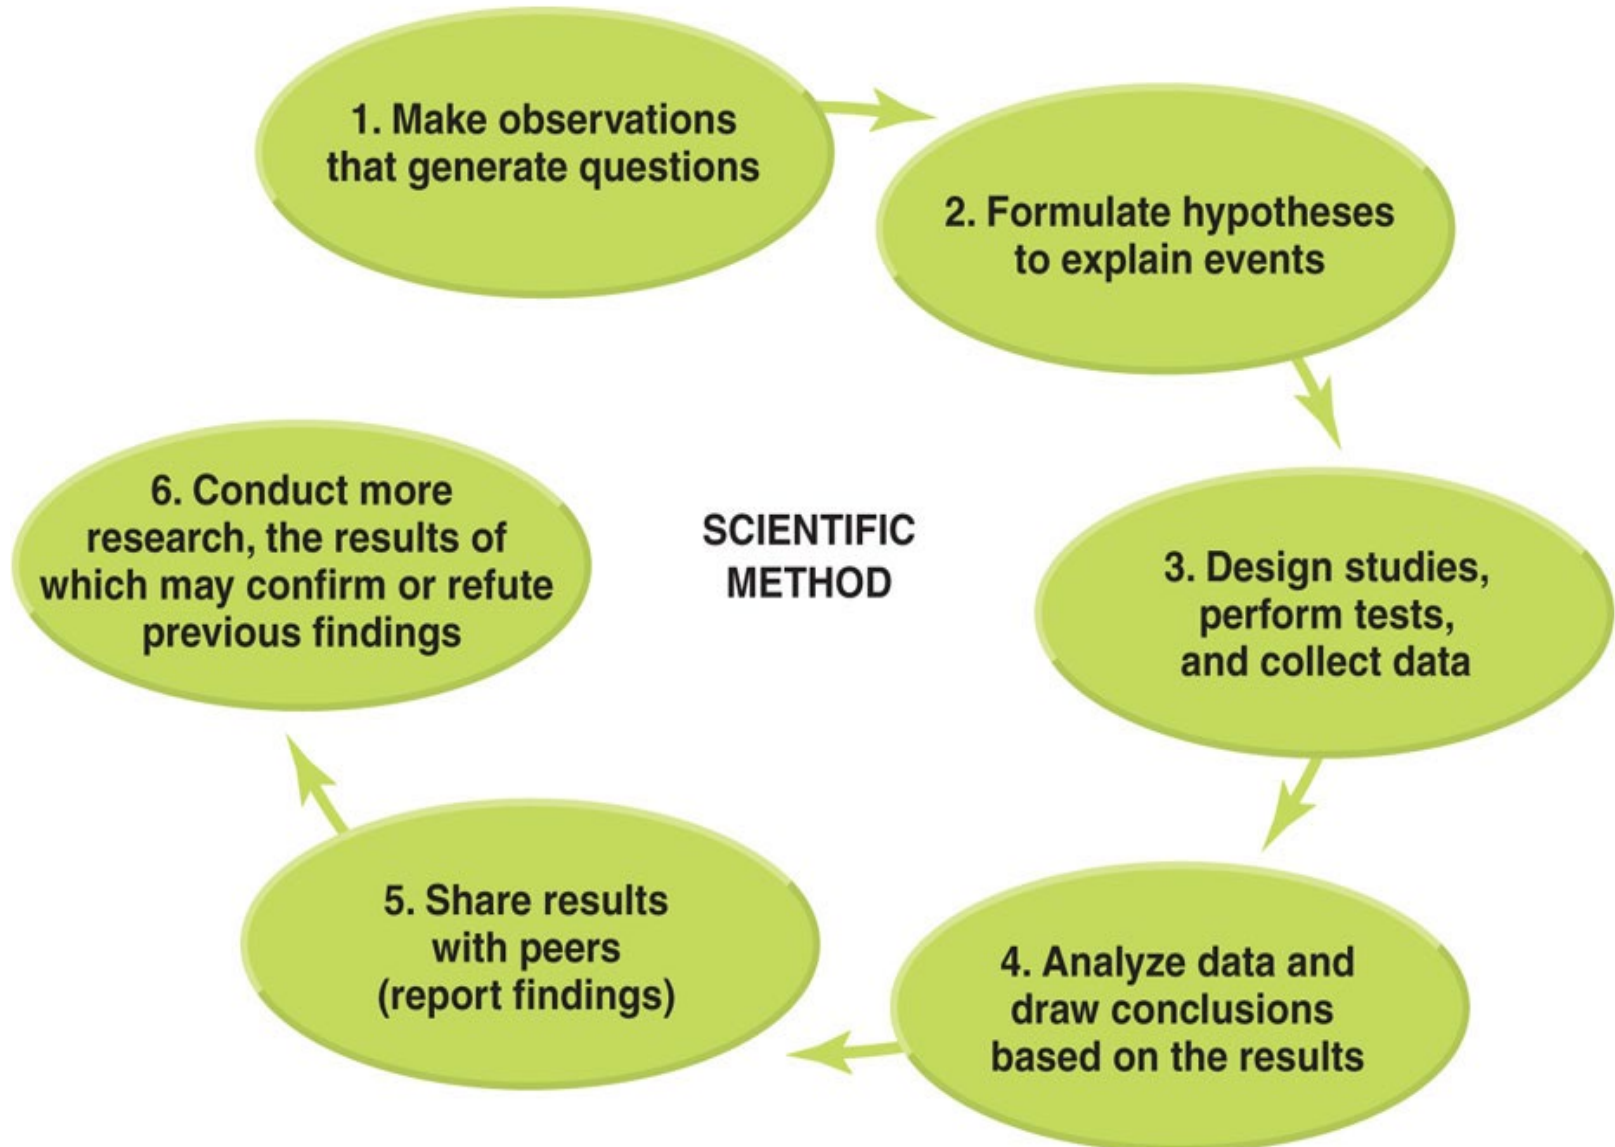 1. Make observations
that generate questions
2. Formulate hypotheses
to explain events
3. Design studies,
perform tests,
and collect data
4. Analyze data and
draw conclusions
based on the results
5. Share results
with peers
(report findings)
6. Conduct more
research, the results of
which may confirm or refute
previous findings
SCIENTIFIC
METHOD